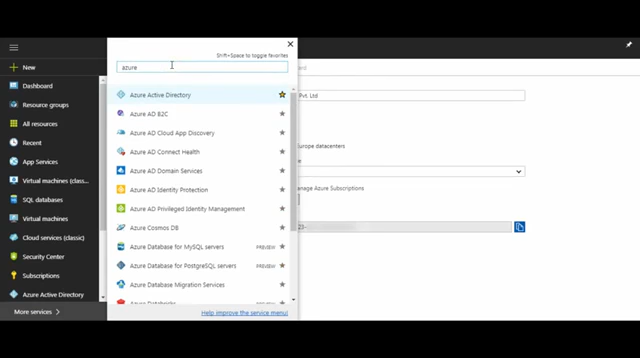 Shift+Space to toggle favorites
azure
New
Dashboard
Resource groups
All resources
Recent
App Services
Virtual machines (class...
SQL databases
Virtual machines
Cloud services (classic)
Security Center
Subscriptions
Azure Active Directory
More services
Azure Active Directory
Azure AD B2C
Azure AD Cloud App Discovery
Azure AD Connect Health
Azure AD Domain Services
Azure AD Identity Protection
Azure AD Privileged Identity Management
Azure Cosmos DB
Azure Database for MySQL servers PREVIEW
Azure Database for PostgreSQL servers PREVIEW
Azure Database Migration Services
Azure Databricks
Help improve the service menu!
Pvt. Ltd
Europe datacenters
anage Azure Subscriptions